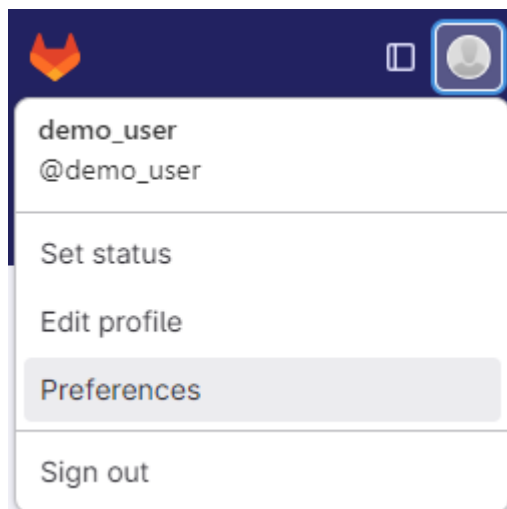 demo_user
@demo_user
Set status
Edit profile
Preferences
Sign out